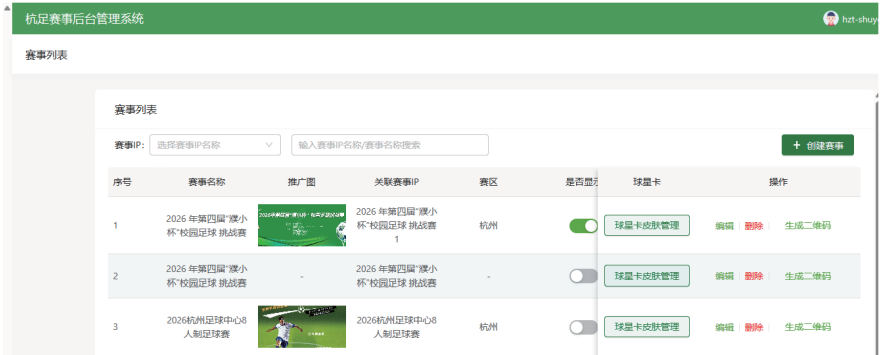 杭足赛事后台管理系统
hzt-shuy
赛事列表
赛事列表
赛事IP: 选择赛事IP名称 输入赛事IP名称/赛事名称搜索 + 创建赛事
序号 赛事名称 推广图 关联赛事IP 赛区 是否显示 球星卡 操作
1 2026 年第四届“濮小杯”校园足球 挑战赛 2026 年第四届“濮小杯”校园足球 挑战赛1 杭州 球星卡皮肤管理 编辑 删除 生成二维码
2 2026 年第四届“濮小杯”校园足球 挑战赛 - 2026 年第四届“濮小杯”校园足球 挑战赛 - 球星卡皮肤管理 编辑 删除 生成二维码
3 2026杭州足球中心8人制足球赛 2026杭州足球中心8人制足球赛 杭州 球星卡皮肤管理 编辑 删除 生成二维码